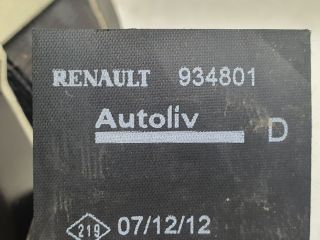 RENAULT 934801
Autoliv
D
219 07/12/12